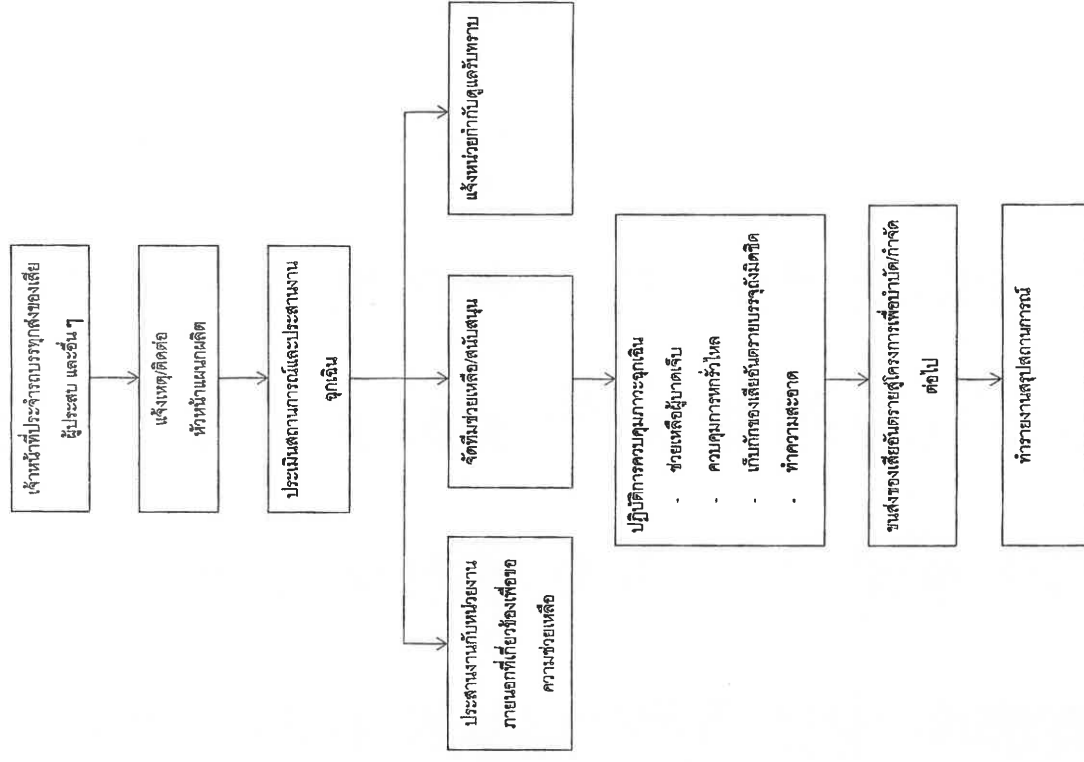 เจ้าหน้าที่ประจำรถบรรทุกส่งของเสีย
ผู้ประสบ และอื่น ๆ
แจ้งเหตุ/ติดต่อ
หัวหน้าแผนกผลิต
ประเมินสถานการณ์และประสานงาน
ฉุกเฉิน
ประสานงานกับหน่วยงาน
ภายนอกที่เกี่ยวข้องเพื่อขอ
ความช่วยเหลือ
จัดทีมช่วยเหลือ/สนับสนุน
แจ้งหน่วยกำกับดูแลรับทราบ
ปฏิบัติการควบคุมภาวะฉุกเฉิน
- ช่วยเหลือผู้บาดเจ็บ
- ควบคุมการหกรั่วไหล
- เก็บกักของเสียอันตรายบรรจุถังมิดชิด
- ทำความสะอาด
ขนส่งของเสียอันตรายสู่โครงการเพื่อบำบัด/กำจัด
ต่อไป
ทำรายงานสรุปสถานการณ์